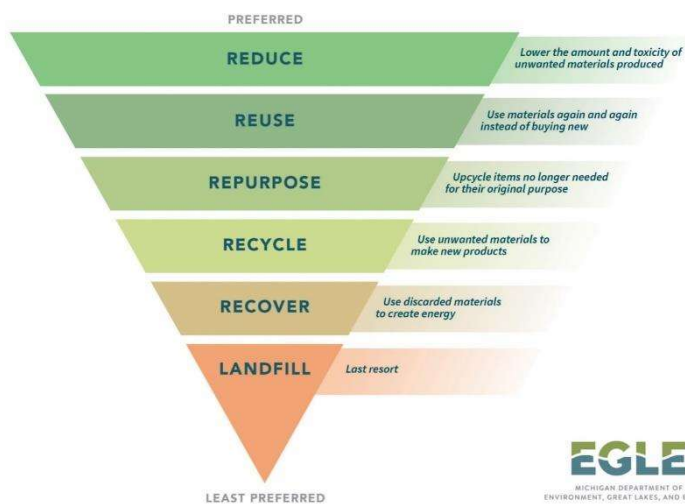 PREFERRED
REDUCE
Lower the amount and toxicity of
unwanted materials produced
REUSE
Use materials again and again
instead of buying new
REPURPOSE
Upcycle items no longer needed
for their original purpose
RECYCLE
Use unwanted materials to
make new products
RECOVER
Use discarded materials
to create energy
LANDFILL
Last resort
LEAST PREFERRED
EGLE
MICHIGAN DEPARTMENT OF
ENVIRONMENT, GREAT LAKES, AND